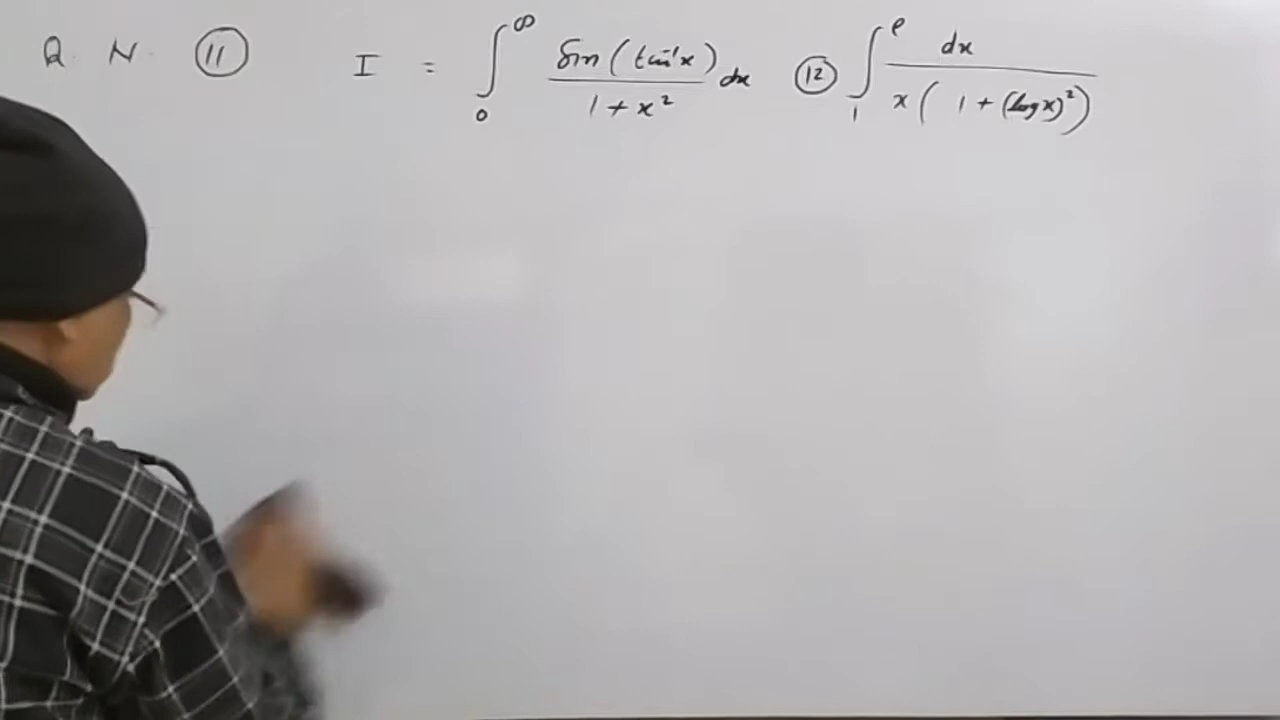 Q. N. (11) I = ∫₀^∞ sin(tan⁻¹x) / (1 + x²) dx (12) ∫₁^e dx / x(1 + (log x)²)